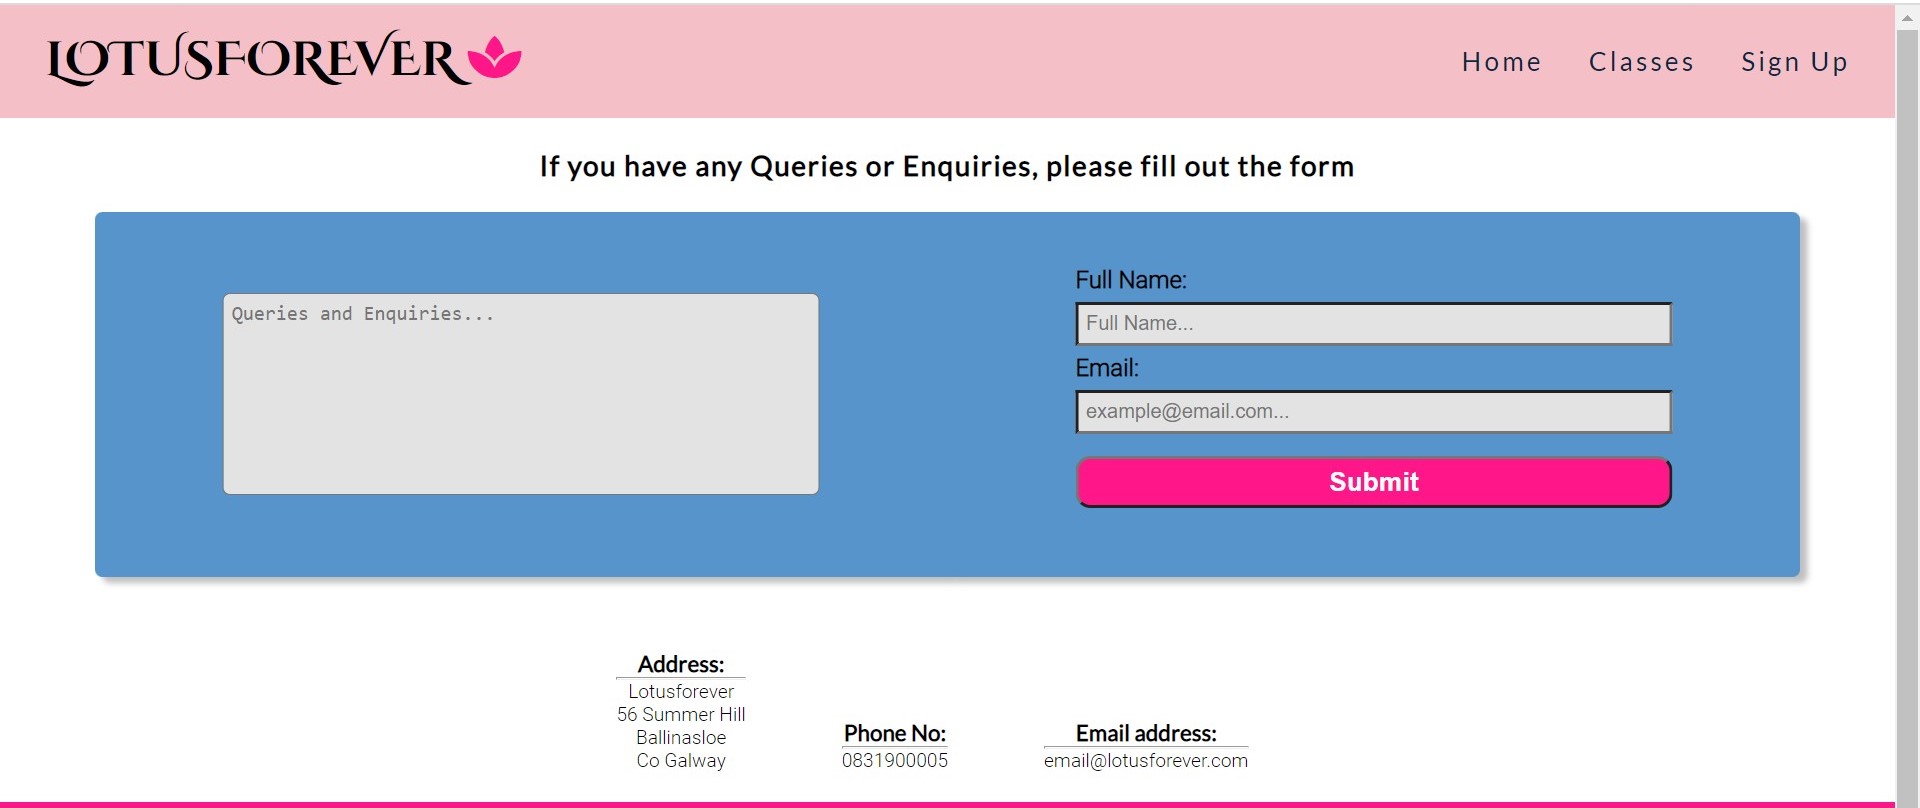 LOTUSFOREVER
Home Classes Sign Up
If you have any Queries or Enquiries, please fill out the form
Queries and Enquiries...
Full Name:
Full Name...
Email:
example@email.com...
Submit
Address:
Lotusforever
56 Summer Hill
Ballinasloe
Co Galway
Phone No:
0831900005
Email address:
email@lotusforever.com